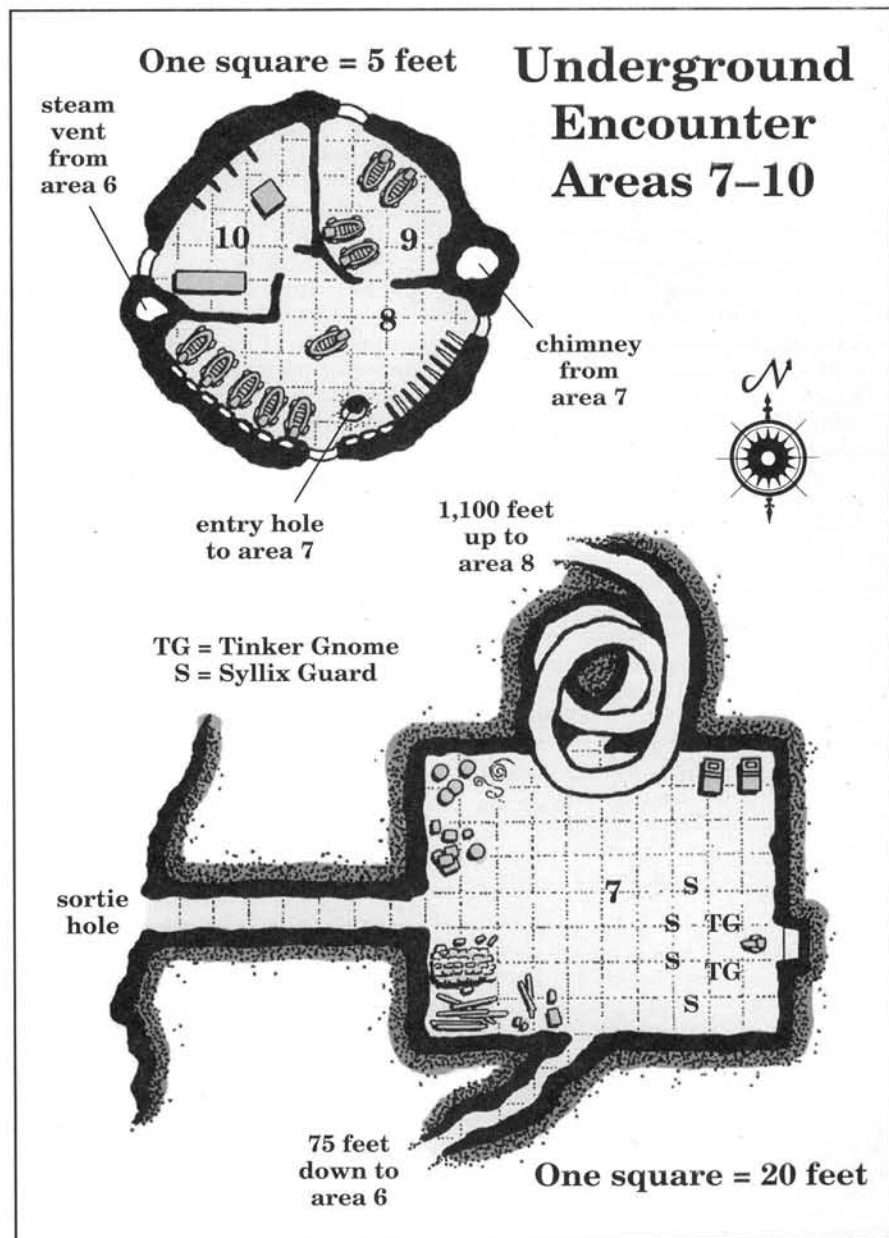 One square = 5 feet
Underground
Encounter
Areas 7–10
steam
vent
from
area 6
10
9
8
chimney
from
area 7
N
entry hole
to area 7
1,100 feet
up to
area 8
TG = Tinker Gnome
S = Syllix Guard
sortie
hole
7
S
S
TG
S
TG
S
75 feet
down to
area 6
One square = 20 feet